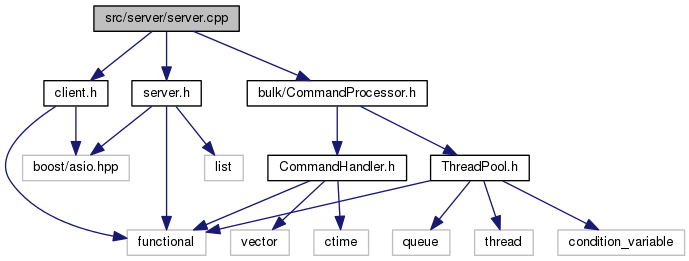 src/server/server.cpp
client.h
server.h
bulk/CommandProcessor.h
boost/asio.hpp
list
CommandHandler.h
ThreadPool.h
functional
vector
ctime
queue
thread
condition_variable